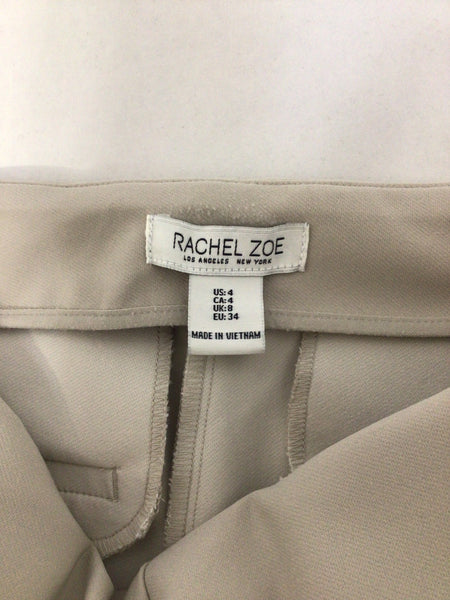 RACHEL ZOE
LOS ANGELES NEW YORK
US: 4
CA: 4
UK: 8
EU: 34
MADE IN VIETNAM